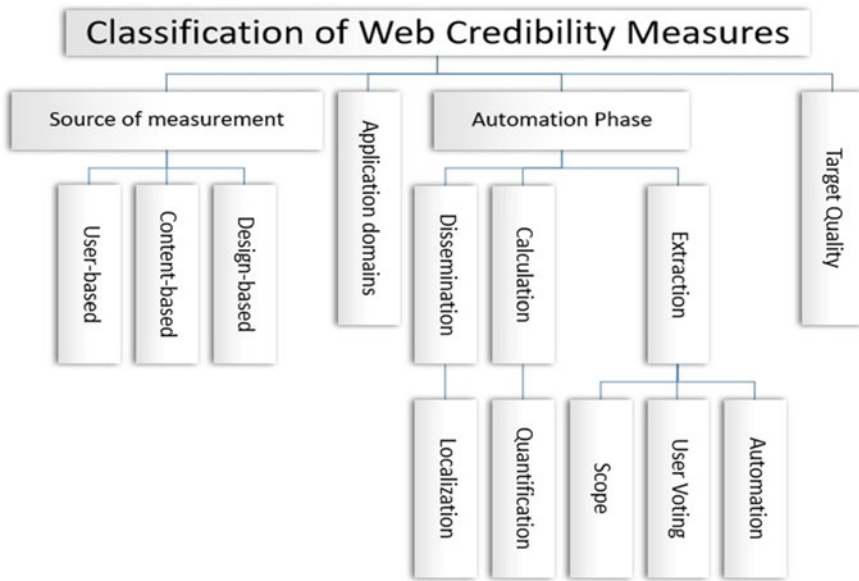 Classification of Web Credibility Measures
Source of measurement
Application domains
Automation Phase
Target Quality
User-based
Content-based
Design-based
Dissemination
Calculation
Extraction
Localization
Quantification
Scope
User Voting
Automation